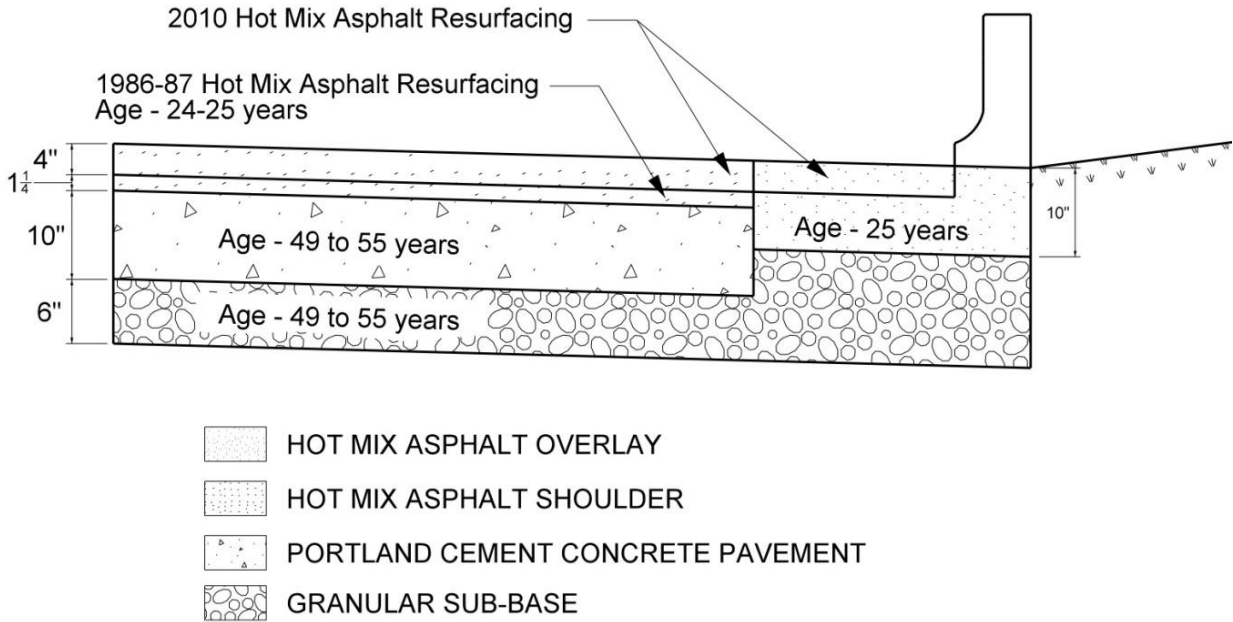 2010 Hot Mix Asphalt Resurfacing
1986-87 Hot Mix Asphalt Resurfacing
Age - 24-25 years
4"
1 1/4
10"
6"
Age - 49 to 55 years
Age - 49 to 55 years
Age - 25 years
10"
HOT MIX ASPHALT OVERLAY
HOT MIX ASPHALT SHOULDER
PORTLAND CEMENT CONCRETE PAVEMENT
GRANULAR SUB-BASE